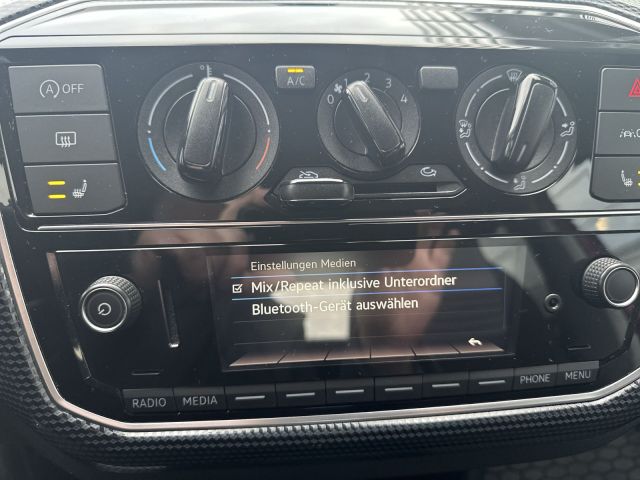 A OFF
A/C
0 1 2 3 4
Einstellungen Medien
Mix/Repeat inklusive Unterordner
Bluetooth-Gerät auswählen
RADIO MEDIA PHONE MENU